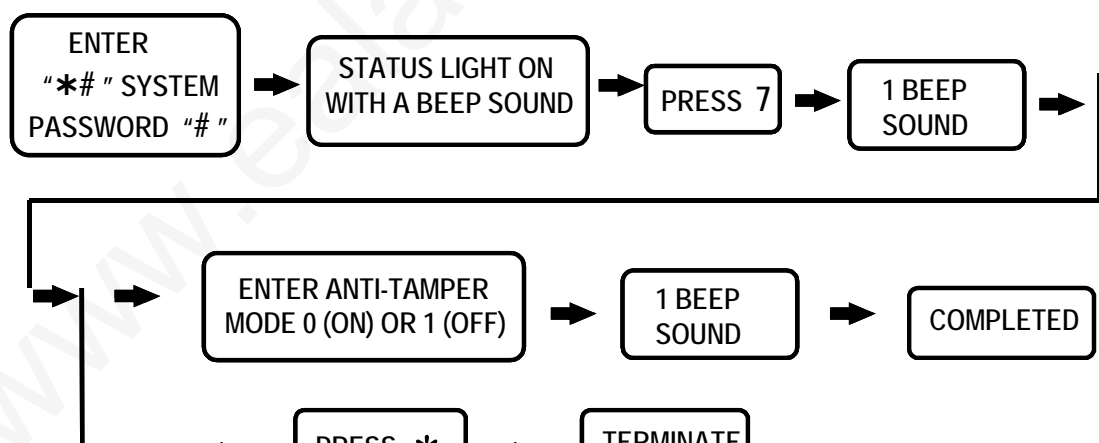 ENTER
“*# ” SYSTEM
PASSWORD “# ”
STATUS LIGHT ON
WITH A BEEP SOUND
PRESS 7
1 BEEP
SOUND
ENTER ANTI-TAMPER
MODE 0 (ON) OR 1 (OFF)
1 BEEP
SOUND
COMPLETED
PRESS *
TERMINATE